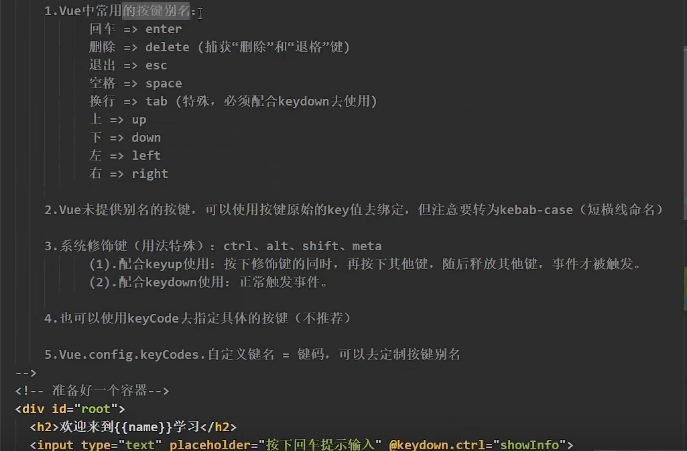 1.Vue中常用的按键别名:
回车 => enter
删除 => delete (捕获“删除”和“退格”键)
退出 => esc
空格 => space
换行 => tab (特殊，必须配合keydown去使用)
上 => up
下 => down
左 => left
右 => right
2.Vue未提供别名的按键，可以使用按键原始的key值去绑定，但注意要转为kebab-case（短横线命名）
3.系统修饰键（用法特殊）：ctrl、alt、shift、meta
(1).配合keyup使用：按下修饰键的同时，再按下其他键，随后释放其他键，事件才被触发。
(2).配合keydown使用：正常触发事件。
4.也可以使用keyCode去指定具体的按键（不推荐）
5.Vue.config.keyCodes.自定义键名 = 键码，可以去定制按键别名
-->
<!-- 准备好一个容器-->
<div id="root">
<h2>欢迎来到{{name}}学习</h2>
<input type="text" placeholder="按下回车提示输入" @keydown.ctrl="showInfo">